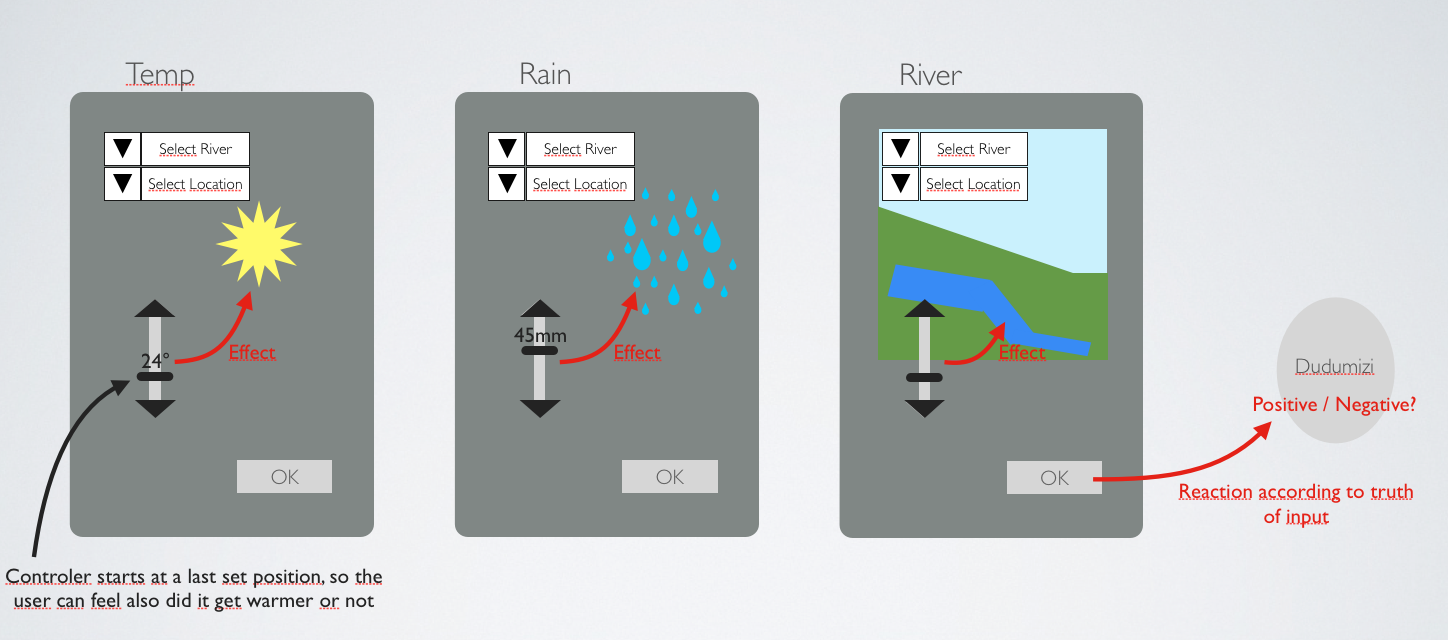 Temp
Rain
River
Select River
Select Location
24°
Effect
OK
Select River
Select Location
45mm
Effect
OK
Select River
Select Location
Effect
OK
Dudumizi
Positive / Negative?
Reaction according to truth
of input
Controler starts at a last set position, so the
user can feel also did it get warmer or not